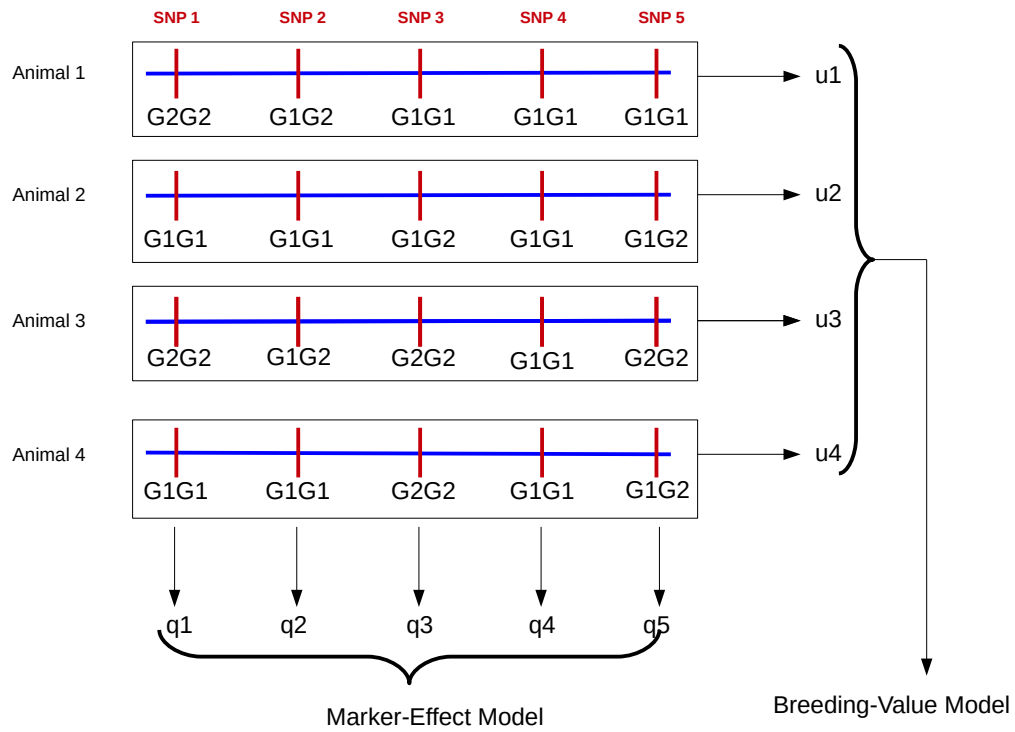 SNP 1 SNP 2 SNP 3 SNP 4 SNP 5
Animal 1 u1
G2G2 G1G2 G1G1 G1G1 G1G1
Animal 2 u2
G1G1 G1G1 G1G2 G1G1 G1G2
Animal 3 u3
G2G2 G1G2 G2G2 G1G1 G2G2
Animal 4 u4
G1G1 G1G1 G2G2 G1G1 G1G2
q1 q2 q3 q4 q5
Marker-Effect Model
Breeding-Value Model